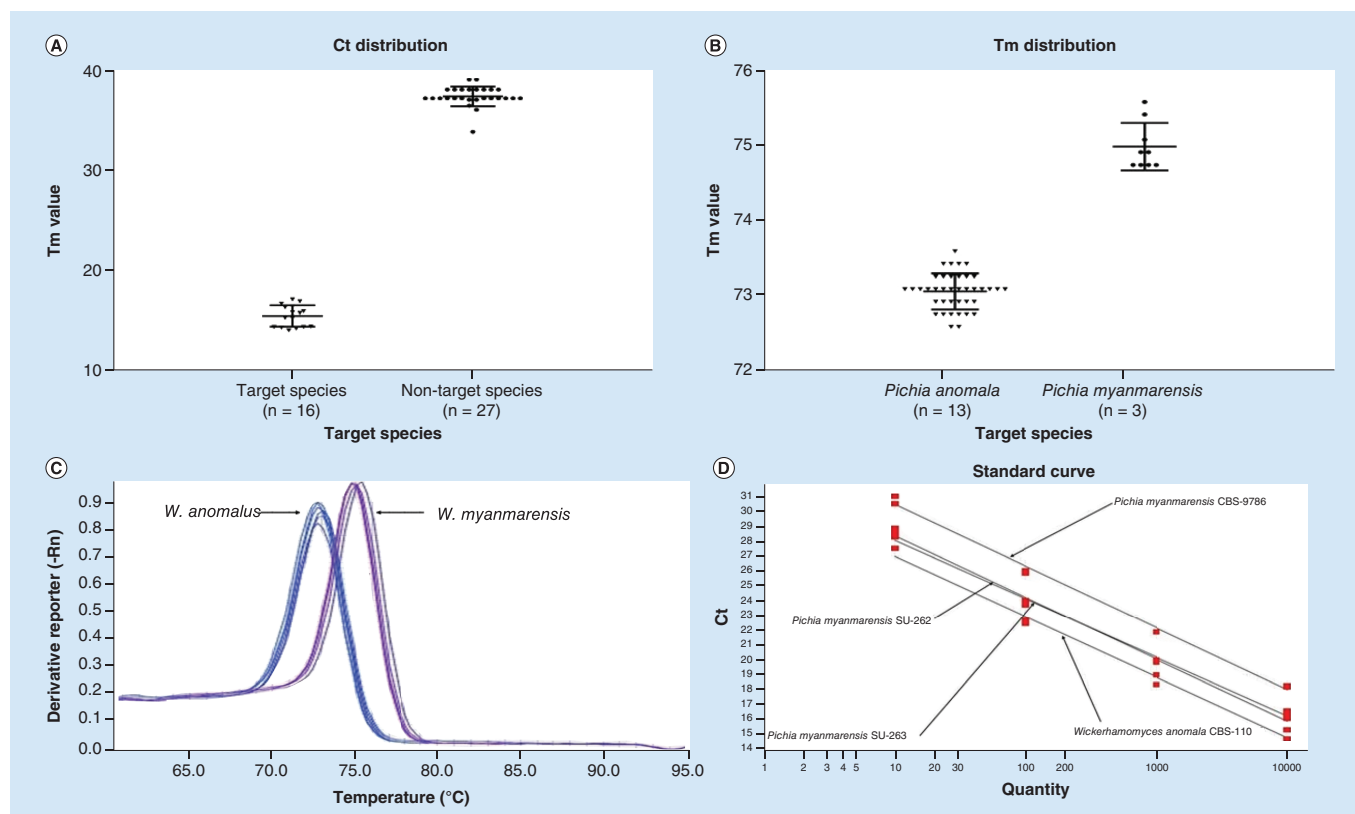 A
Ct distribution
Tm value
40
30
20
10
Target species
(n = 16)
Non-target species
(n = 27)
Target species
B
Tm distribution
Tm value
76
75
74
73
72
Pichia anomala
(n = 13)
Pichia myanmarensis
(n = 3)
Target species
C
Derivative reporter (-Rn)
0.9
0.8
0.7
0.6
0.5
0.4
0.3
0.2
0.1
0.0
W. anomalus
W. myanmarensis
65.0 70.0 75.0 80.0 85.0 90.0 95.0
Temperature (°C)
D
Standard curve
Ct
31
30
29
28
27
26
25
24
23
22
21
20
19
18
17
16
15
14
Pichia myanmarensis CBS-9786
Pichia myanmarensis SU-262
Pichia myanmarensis SU-263
Wickerhamomyces anomala CBS-110
1 2 3 4 5 10 20 30 100 200 1000 10000
Quantity